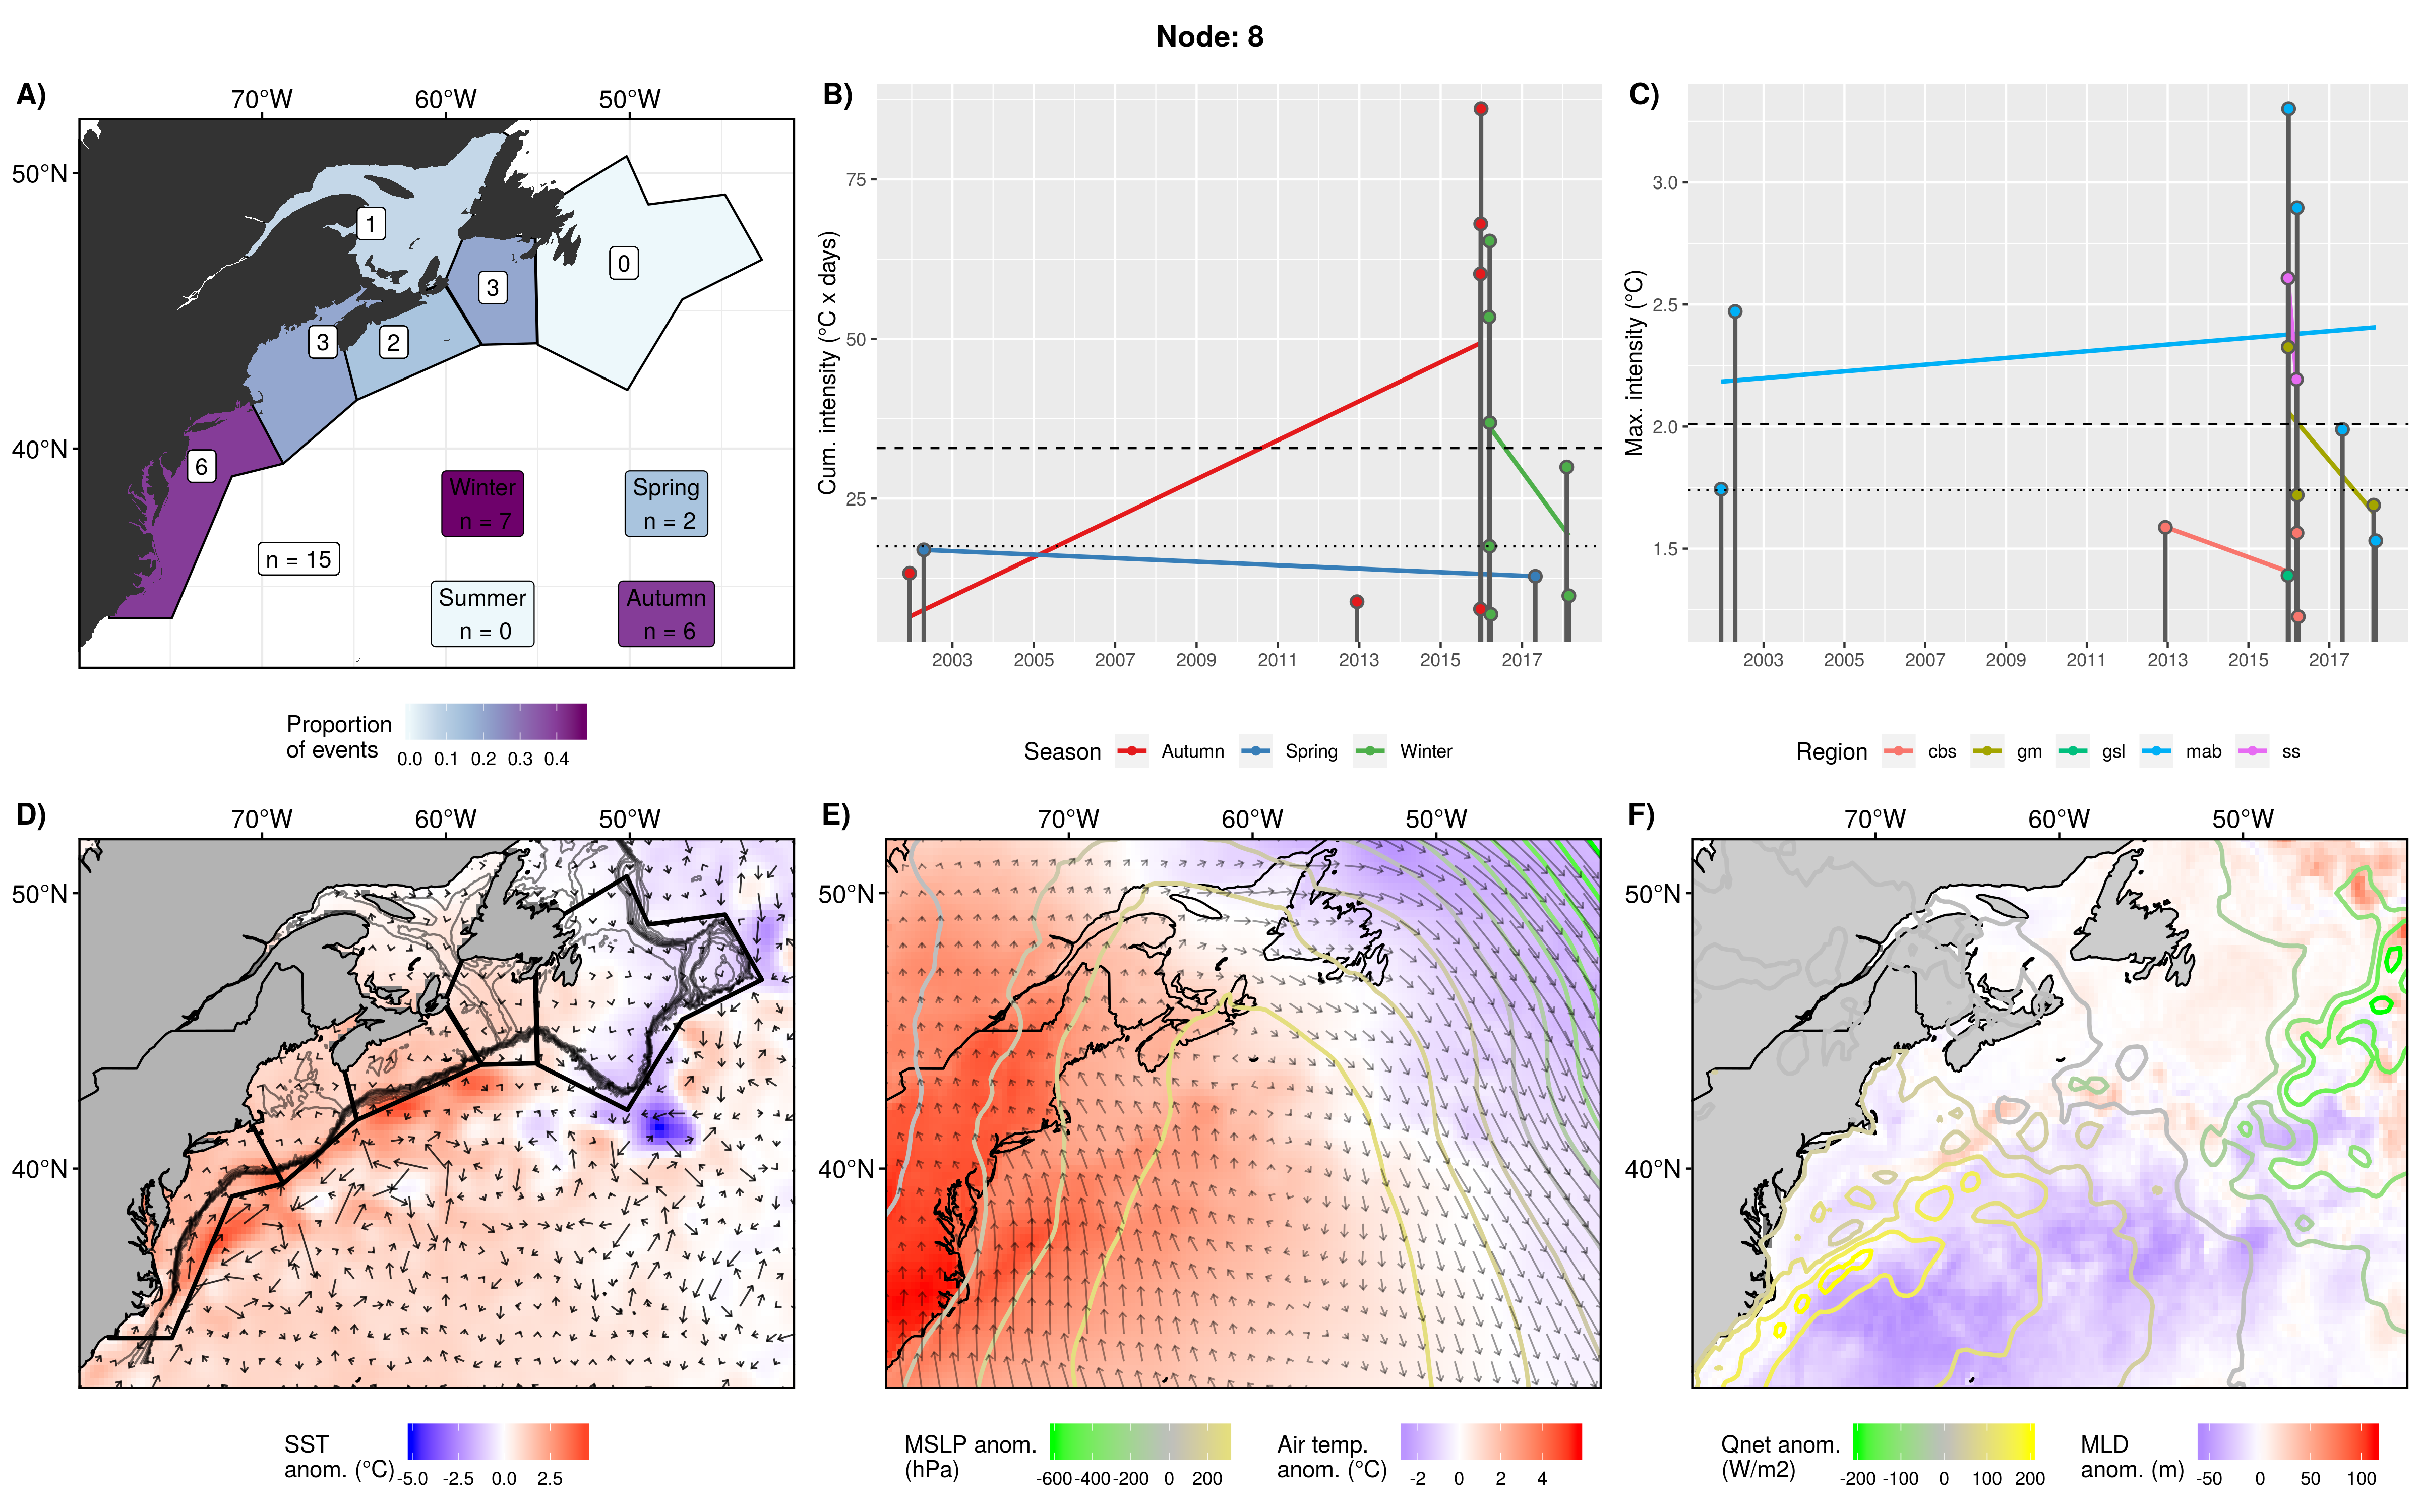 Node: 8
A)
70°W 60°W 50°W
50°N
40°N
1
3
0
3
2
6
Winter
n = 7
Spring
n = 2
n = 15
Summer
n = 0
Autumn
n = 6
Proportion
of events
0.0 0.1 0.2 0.3 0.4
B)
Cum. intensity (°C x days)
75
50
25
2003 2005 2007 2009 2011 2013 2015 2017
Season Autumn Spring Winter
C)
Max. intensity (°C)
3.0
2.5
2.0
1.5
2003 2005 2007 2009 2011 2013 2015 2017
Region cbs gm gsl mab ss
D)
70°W 60°W 50°W
50°N
40°N
SST
anom. (°C)
-5.0 -2.5 0.0 2.5
E)
70°W 60°W 50°W
50°N
40°N
MSLP anom.
(hPa)
-600 -400 -200 0 200
Air temp.
anom. (°C)
-2 0 2 4
F)
70°W 60°W 50°W
50°N
40°N
Qnet anom.
(W/m2)
-200 -100 0 100 200
MLD
anom. (m)
-50 0 50 100